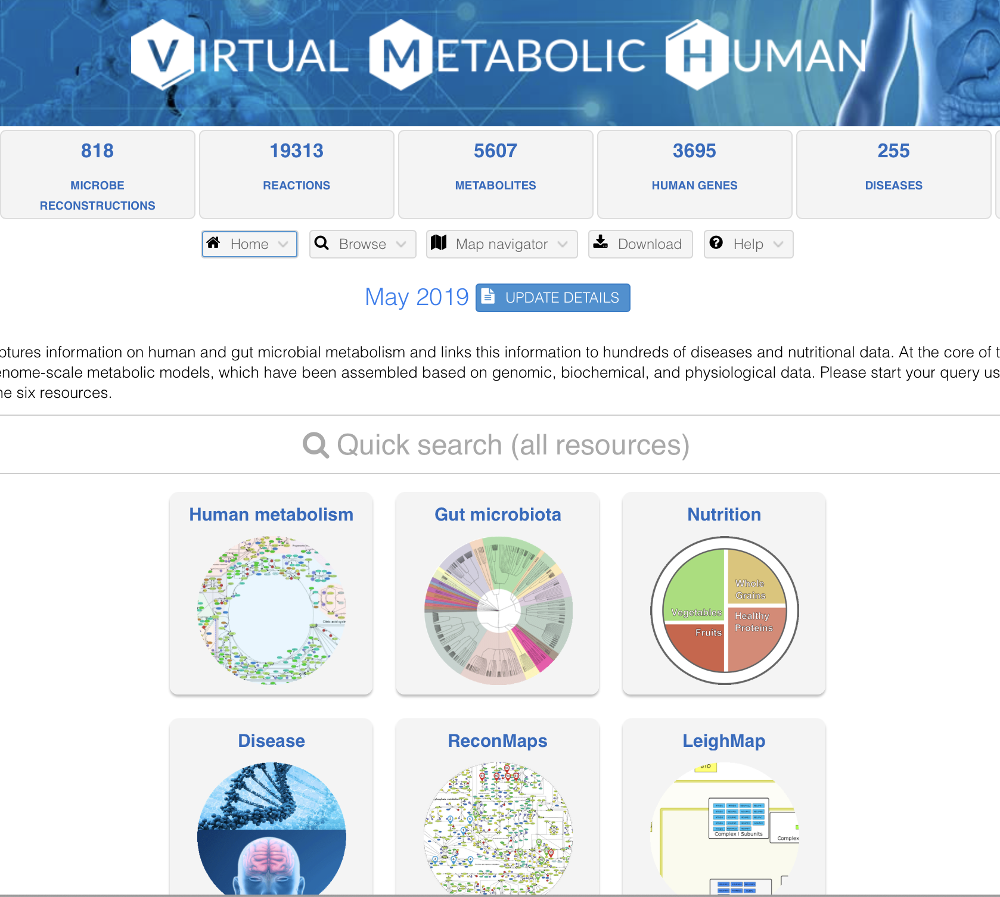 VIRTUAL METABOLIC HUMAN
818
MICROBE
RECONSTRUCTIONS
19313
REACTIONS
5607
METABOLITES
3695
HUMAN GENES
255
DISEASES
Home
Browse
Map navigator
Download
Help
May 2019
UPDATE DETAILS
ptures information on human and gut microbial metabolism and links this information to hundreds of diseases and nutritional data. At the core of t
enome-scale metabolic models, which have been assembled based on genomic, biochemical, and physiological data. Please start your query us
he six resources.
Quick search (all resources)
Human metabolism
Citric acid cycle
Gut microbiota
Nutrition
Whole
Grains
Vegetables
Healthy
Proteins
Fruits
Disease
ReconMaps
LeighMap
Complex I Subunits
Complex